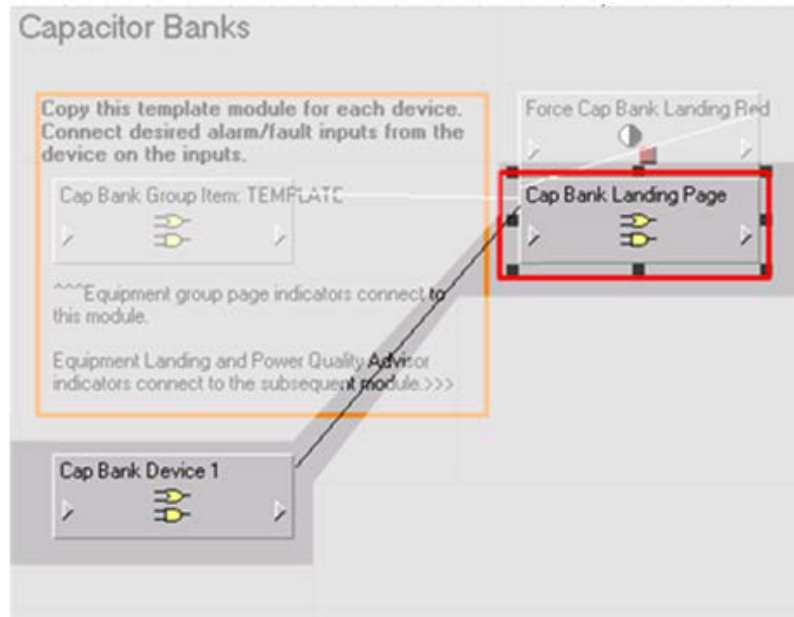 Capacitor Banks
Copy this template module for each device.
Connect desired alarm/fault inputs from the
device on the inputs.
Force Cap Bank Landing Red
Cap Bank Group Item: TEMPLATE
Cap Bank Landing Page
^^^Equipment group page indicators connect to
this module.
Equipment Landing and Power Quality Advisor
indicators connect to the subsequent module.>>>
Cap Bank Device 1